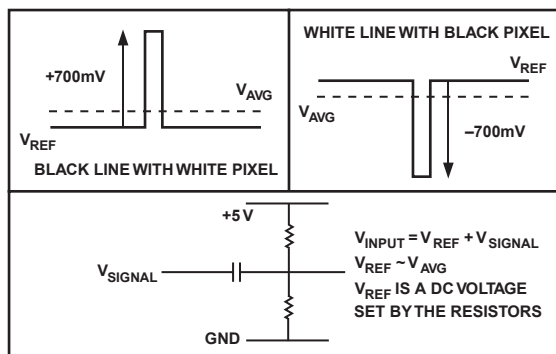 +700mV
V_AVG
V_REF
BLACK LINE WITH WHITE PIXEL
WHITE LINE WITH BLACK PIXEL
V_REF
V_AVG
–700mV
+5V
V_SIGNAL
GND
V_INPUT = V_REF + V_SIGNAL
V_REF ~ V_AVG
V_REF IS A DC VOLTAGE
SET BY THE RESISTORS